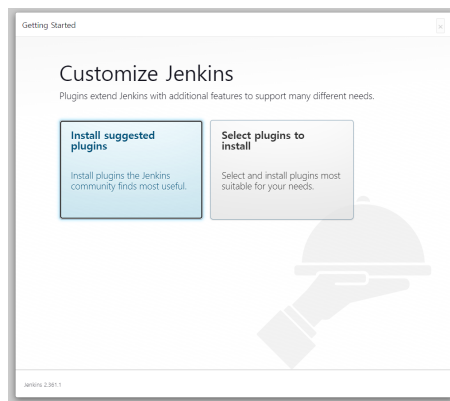 Getting Started
Customize Jenkins
Plugins extend Jenkins with additional features to support many different needs.
Install suggested
plugins
Install plugins the Jenkins
community finds most useful.
Select plugins to
install
Select and install plugins most
suitable for your needs.
Jenkins 2.361.1